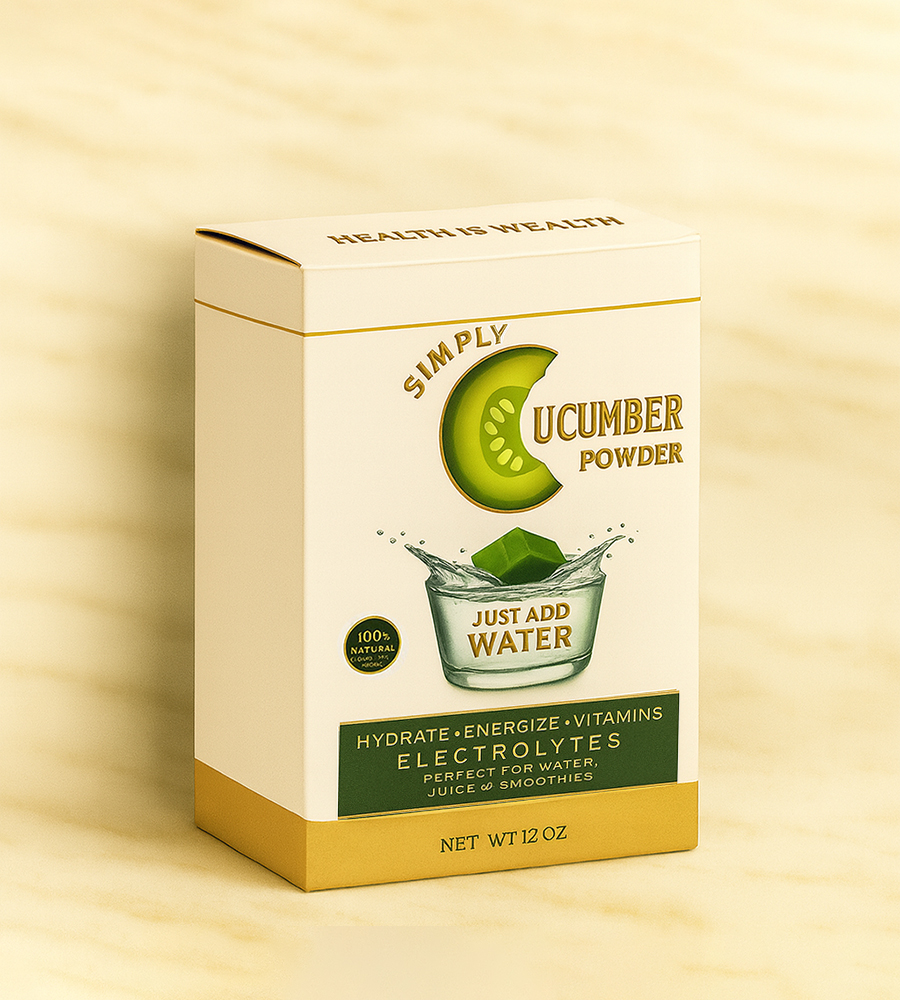 HEALTH IS WEALTH
SIMPLY
CUCUMBER
POWDER
JUST ADD
WATER
100%
NATURAL
HYDRATE • ENERGIZE • VITAMINS
ELECTROLYTES
PERFECT FOR WATER,
JUICE & SMOOTHIES
NET WT 12 OZ